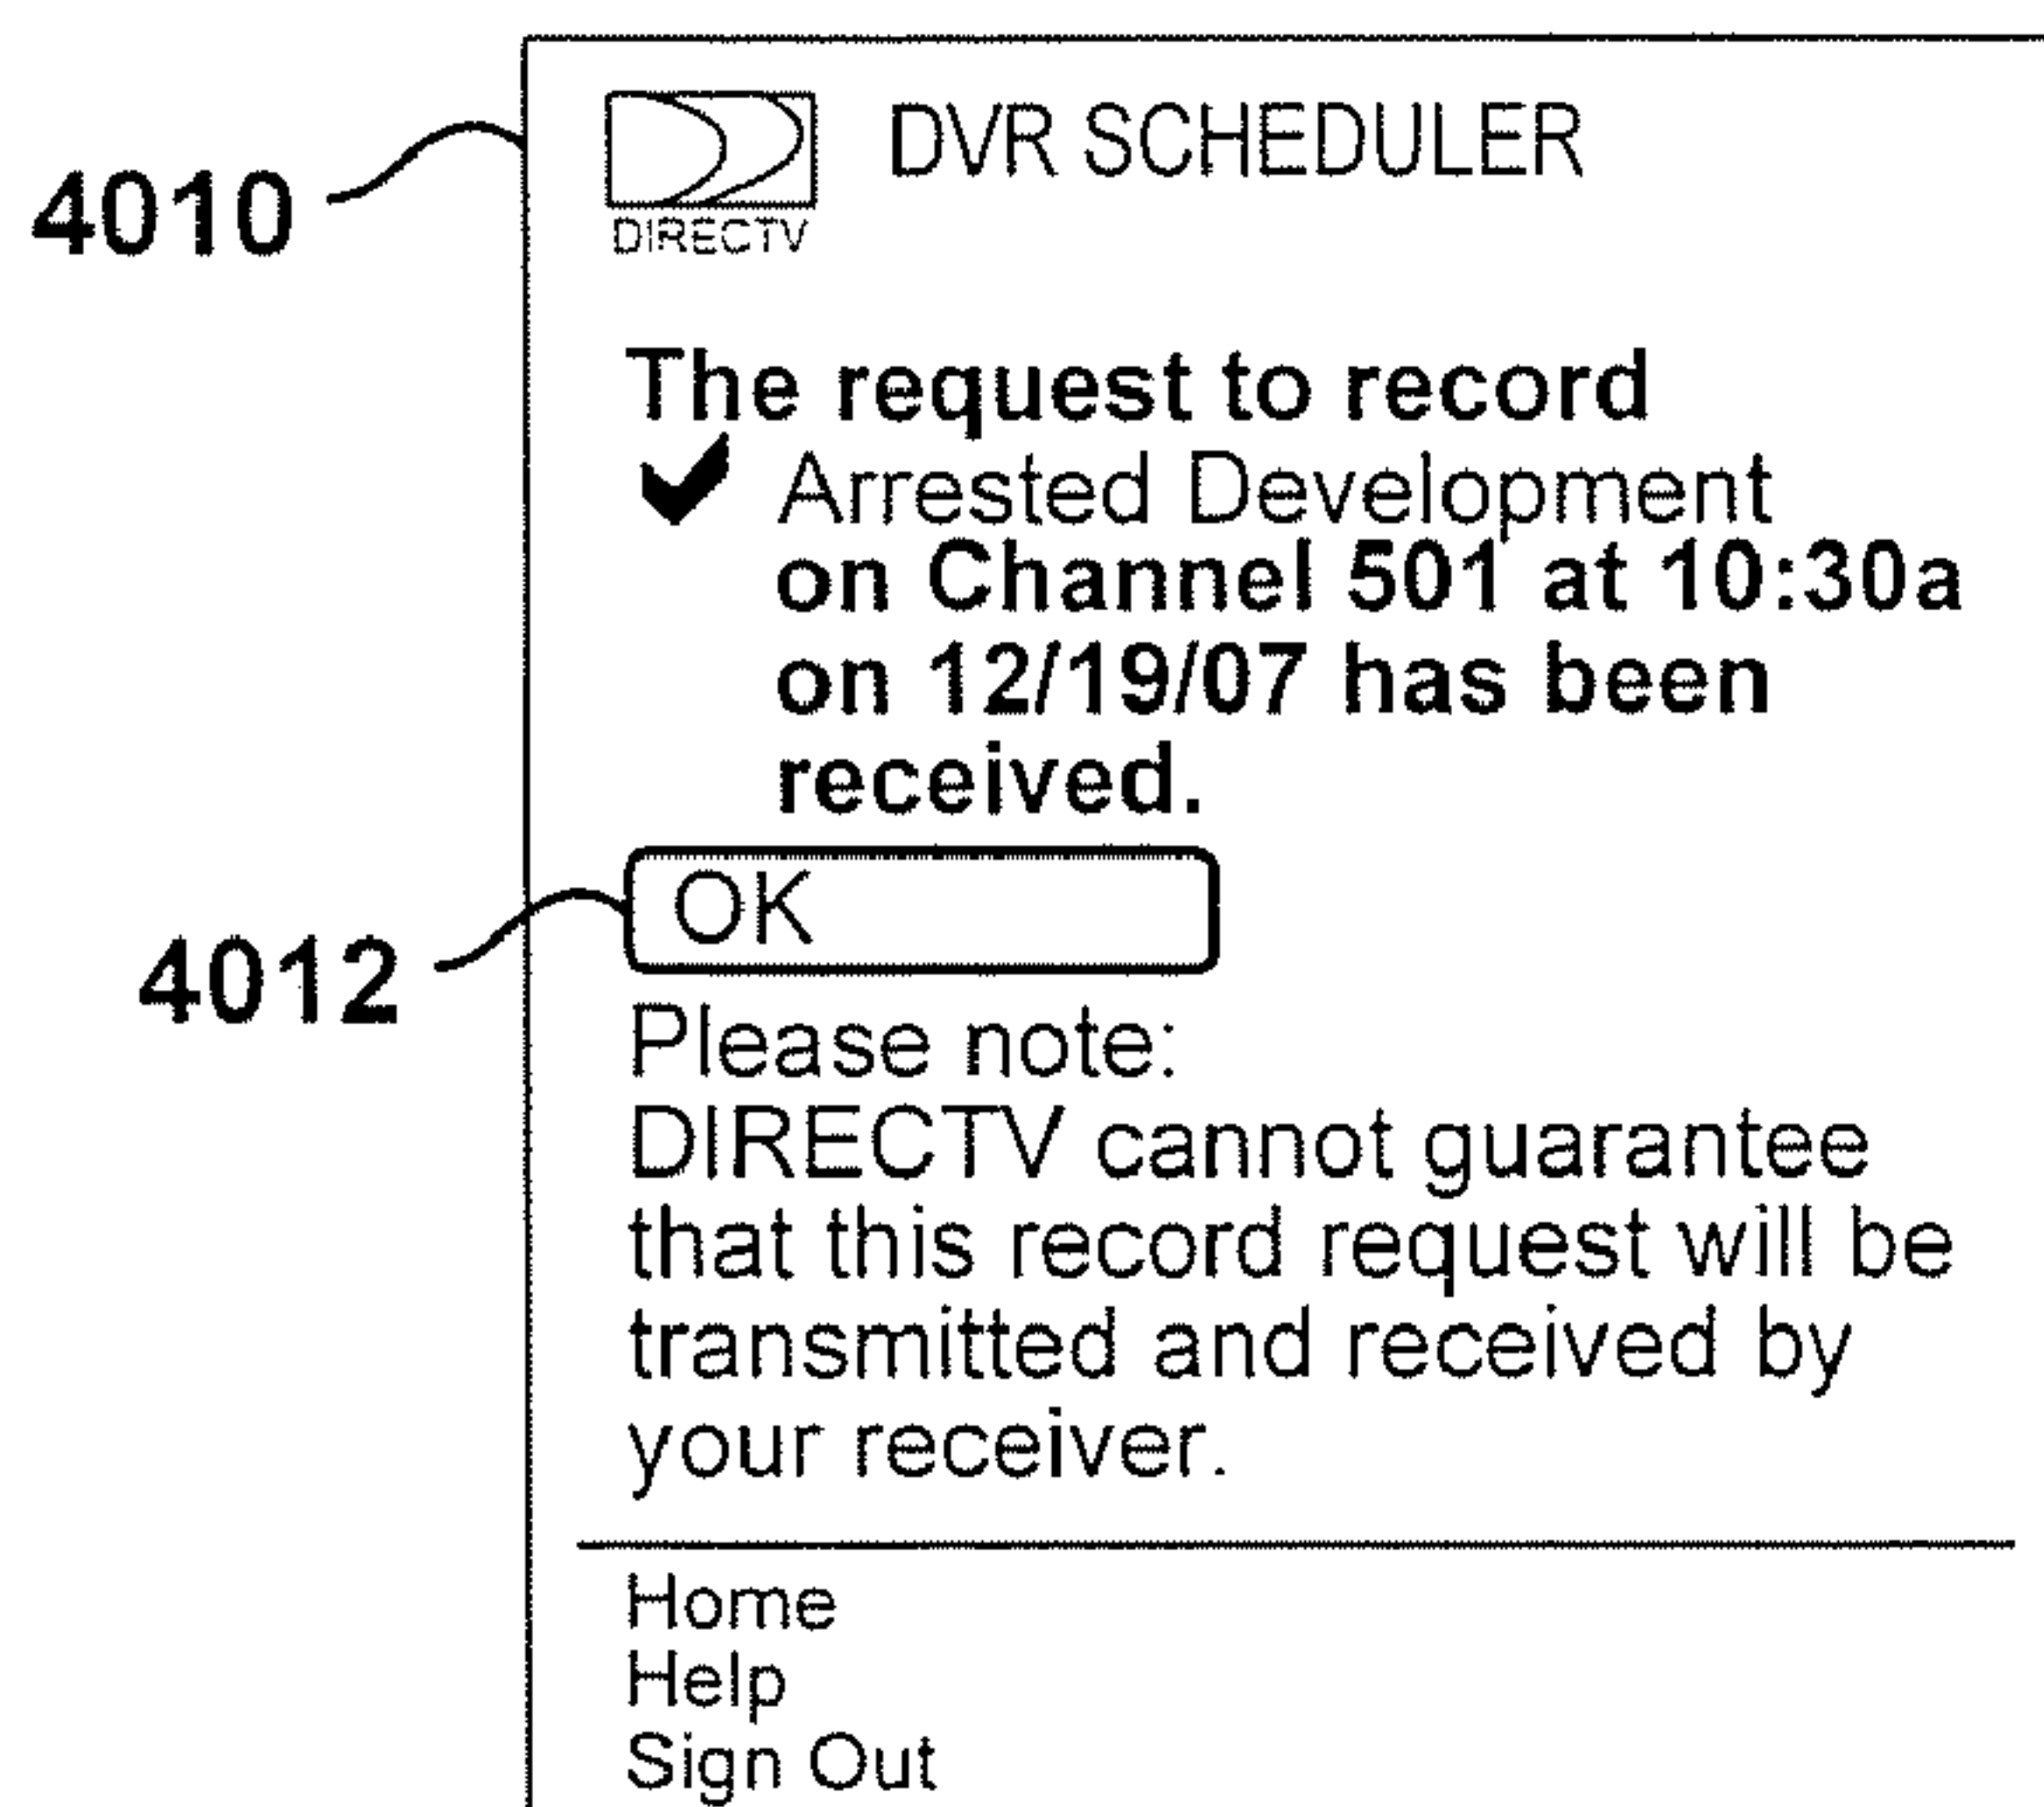 4010
DVR SCHEDULER
DIRECTV
The request to record
Arrested Development
on Channel 501 at 10:30a
on 12/19/07 has been
received.
OK
4012
Please note:
DIRECTV cannot guarantee
that this record request will be
transmitted and received by
your receiver.
Home
Help
Sign Out